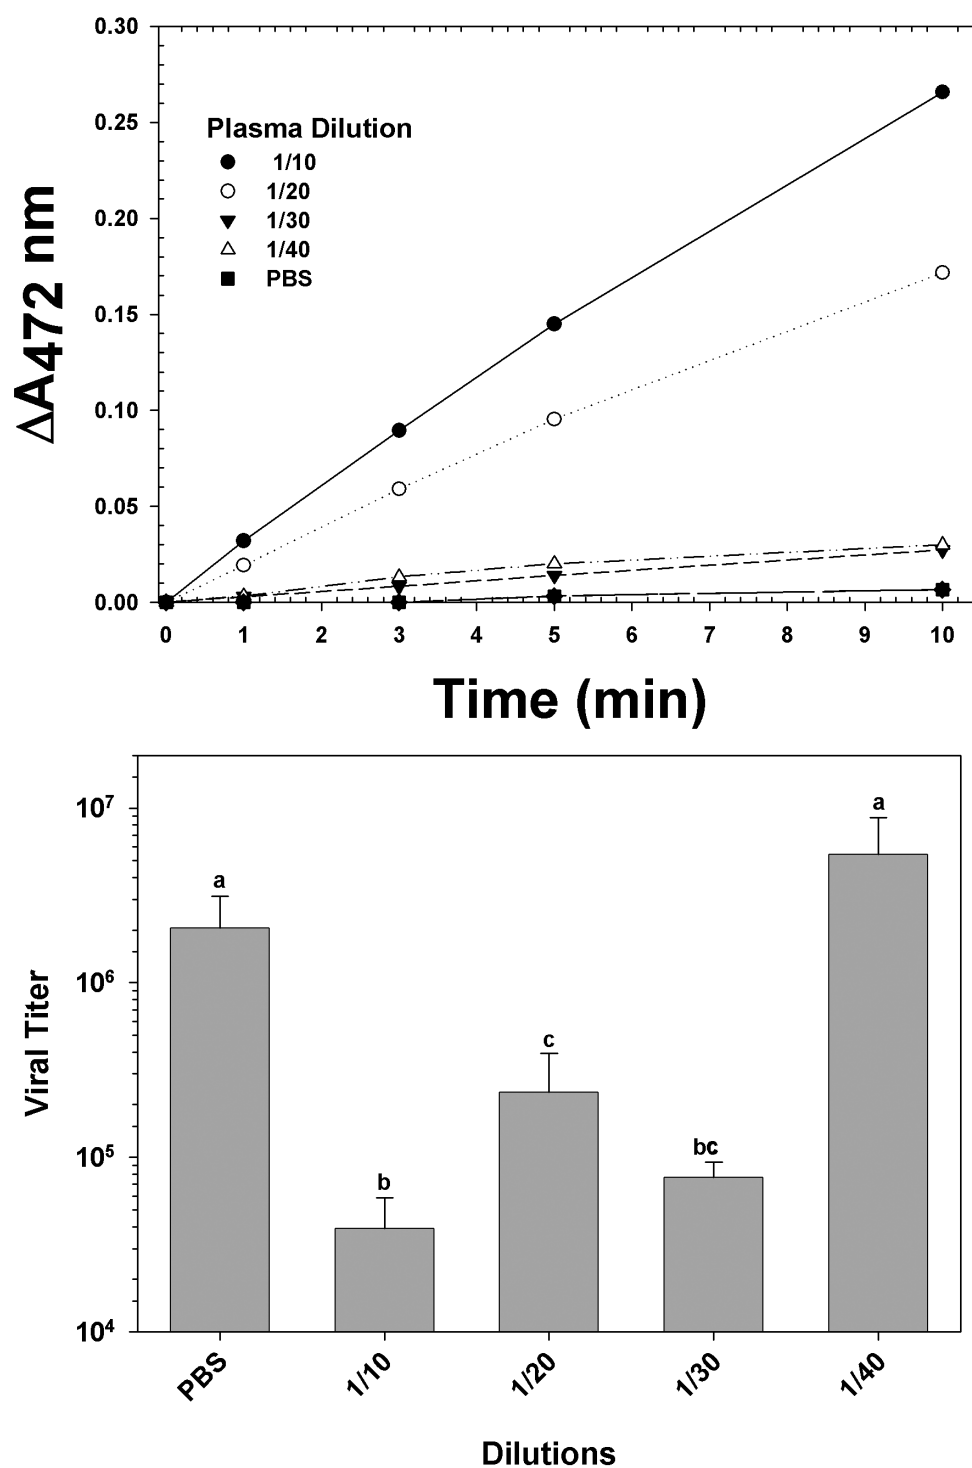 0.30
0.25
0.20
0.15
0.10
0.05
0.00
ΔA472 nm
Plasma Dilution
1/10
1/20
1/30
1/40
PBS
0 1 2 3 4 5 6 7 8 9 10
Time (min)
10⁷
10⁶
10⁵
10⁴
Viral Titer
a
b
c
bc
a
PBS 1/10 1/20 1/30 1/40
Dilutions